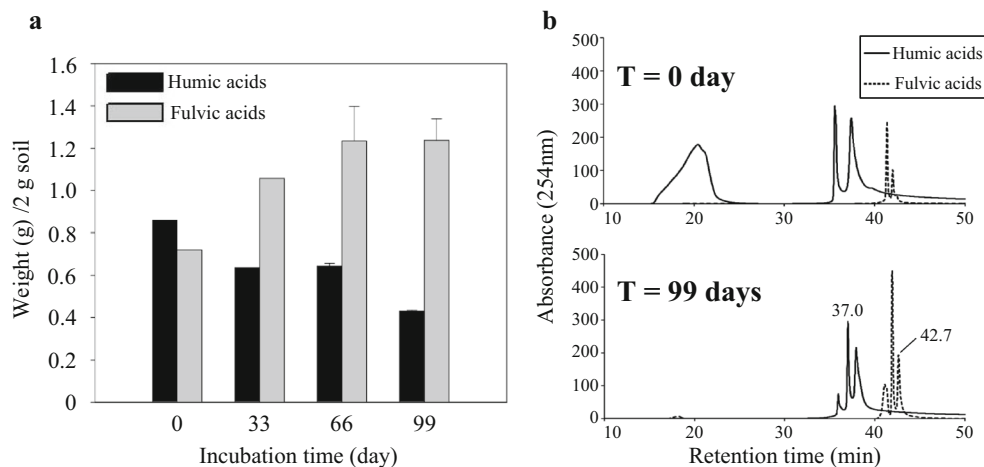 a
Weight (g) /2 g soil
1.6
1.4
1.2
1.0
0.8
0.6
0.4
0.2
0
Humic acids
Fulvic acids
0 33 66 99
Incubation time (day)
b
Absorbance (254nm)
500
400
300
200
100
0
T = 0 day
Humic acids
Fulvic acids
10 20 30 40 50
500
400
300
200
100
0
T = 99 days
37.0
42.7
10 20 30 40 50
Retention time (min)